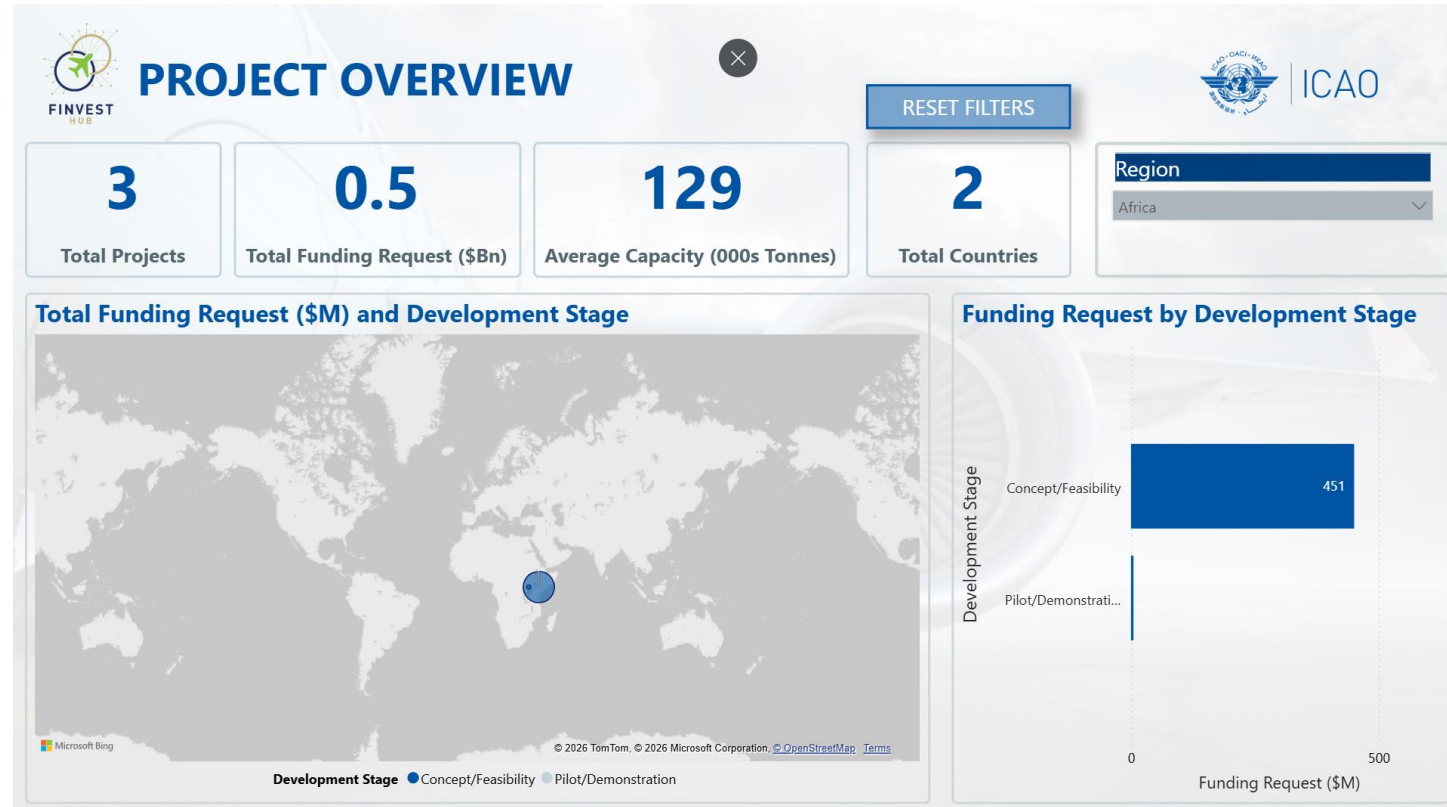 FINVEST
HUB
PROJECT OVERVIEW
RESET FILTERS
ICAO · OACI · ИКАО
ICAO
3
Total Projects
0.5
Total Funding Request ($Bn)
129
Average Capacity (000s Tonnes)
2
Total Countries
Region
Africa
Total Funding Request ($M) and Development Stage
Microsoft Bing
© 2026 TomTom, © 2026 Microsoft Corporation, © OpenStreetMap Terms
Development Stage Concept/Feasibility Pilot/Demonstration
Funding Request by Development Stage
Development Stage
Concept/Feasibility
451
Pilot/Demonstrati...
0
500
Funding Request ($M)